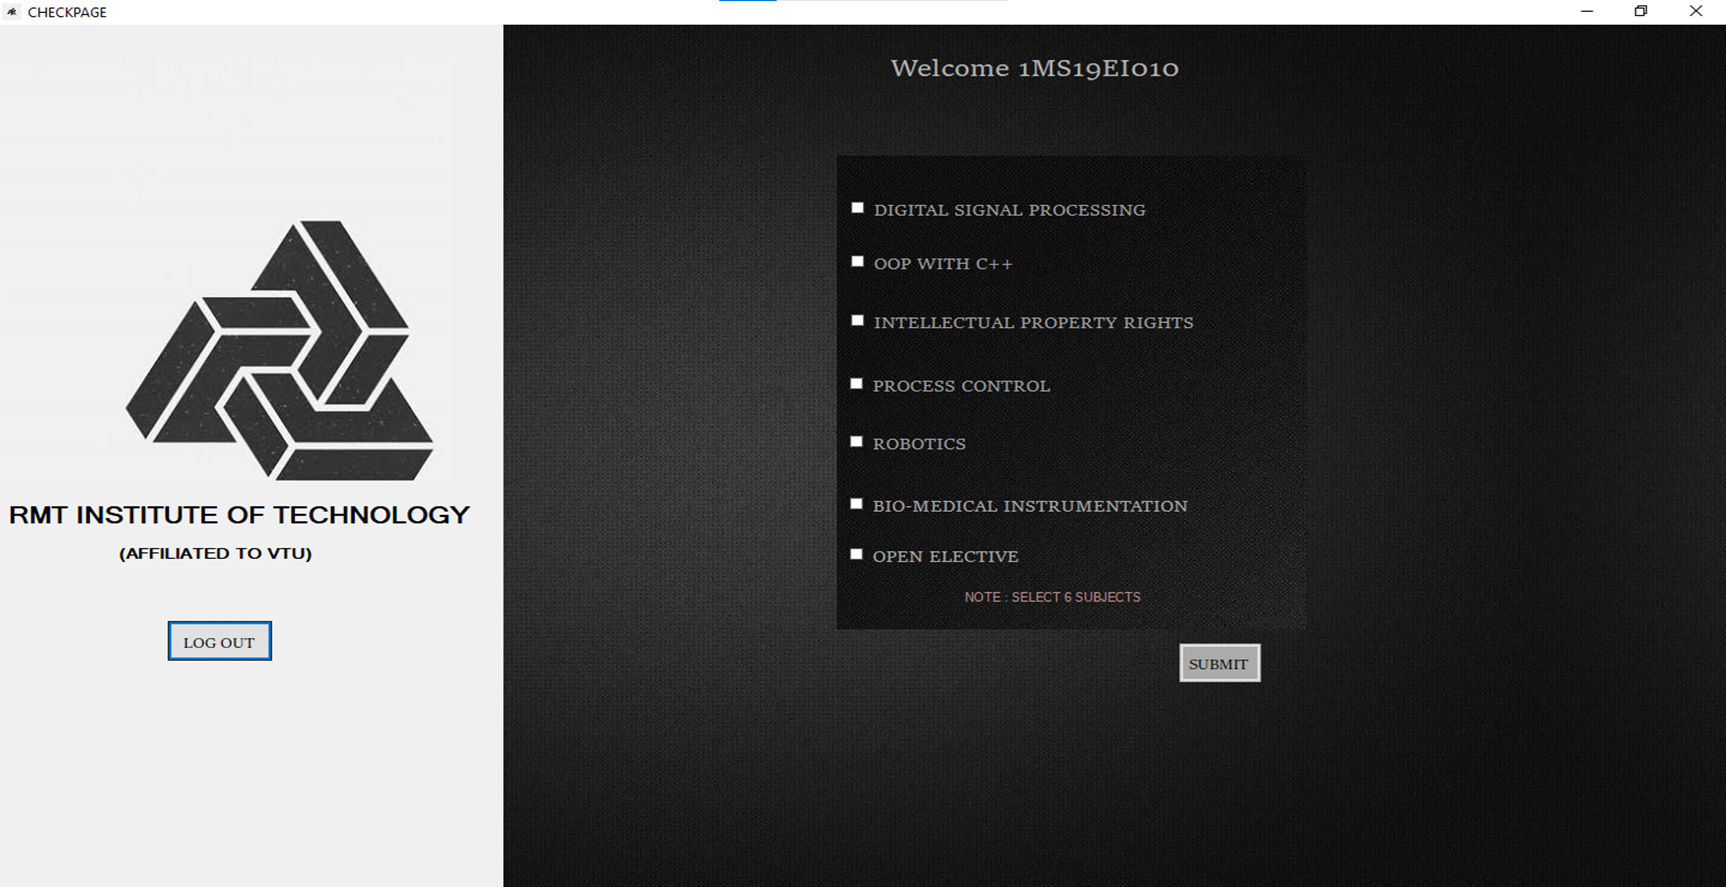 CHECKPAGE
Welcome 1MS19EI010
DIGITAL SIGNAL PROCESSING
OOP WITH C++
INTELLECTUAL PROPERTY RIGHTS
PROCESS CONTROL
ROBOTICS
BIO-MEDICAL INSTRUMENTATION
OPEN ELECTIVE
NOTE : SELECT 6 SUBJECTS
SUBMIT
RMT INSTITUTE OF TECHNOLOGY
(AFFILIATED TO VTU)
LOG OUT